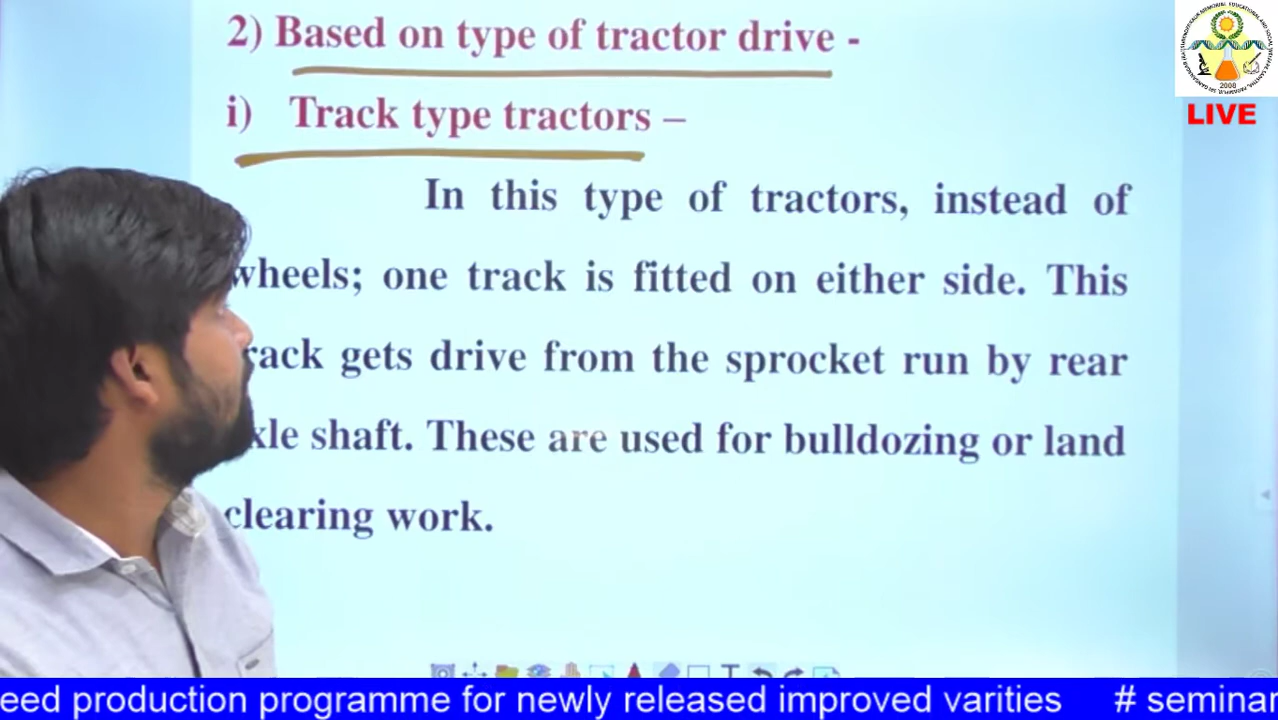 2) Based on type of tractor drive -
i) Track type tractors –
In this type of tractors, instead of
wheels; one track is fitted on either side. This
gets drive from the sprocket run by rear
shaft. These are used for bulldozing or land
clearing work.
2008
LIVE
production programme for newly released improved varities # seminar